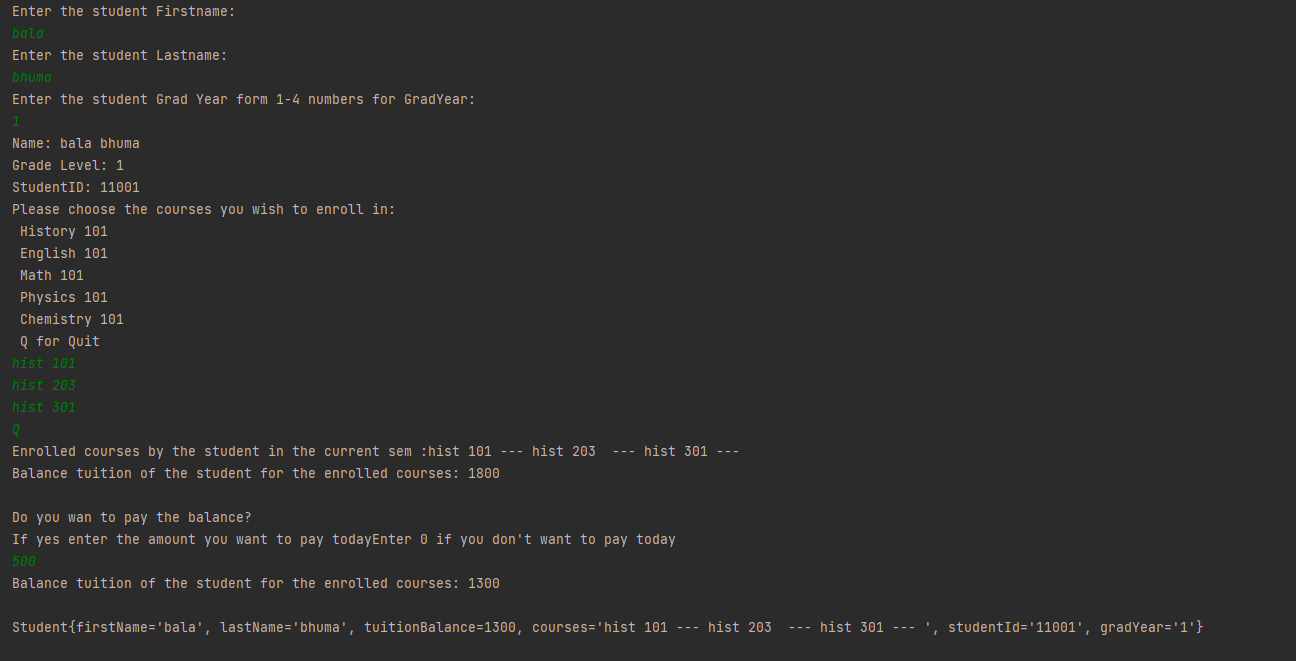 Enter the student Firstname:
bala
Enter the student Lastname:
bhuma
Enter the student Grad Year form 1-4 numbers for GradYear:
1
Name: bala bhuma
Grade Level: 1
StudentID: 11001
Please choose the courses you wish to enroll in:
 History 101
 English 101
 Math 101
 Physics 101
 Chemistry 101
 Q for Quit
hist 101
hist 203
hist 301
Q
Enrolled courses by the student in the current sem :hist 101 --- hist 203  --- hist 301 ---
Balance tuition of the student for the enrolled courses: 1800
Do you wan to pay the balance?
If yes enter the amount you want to pay todayEnter 0 if you don't want to pay today
500
Balance tuition of the student for the enrolled courses: 1300
Student{firstName='bala', lastName='bhuma', tuitionBalance=1300, courses='hist 101 --- hist 203  --- hist 301 --- ', studentId='11001', gradYear='1'}